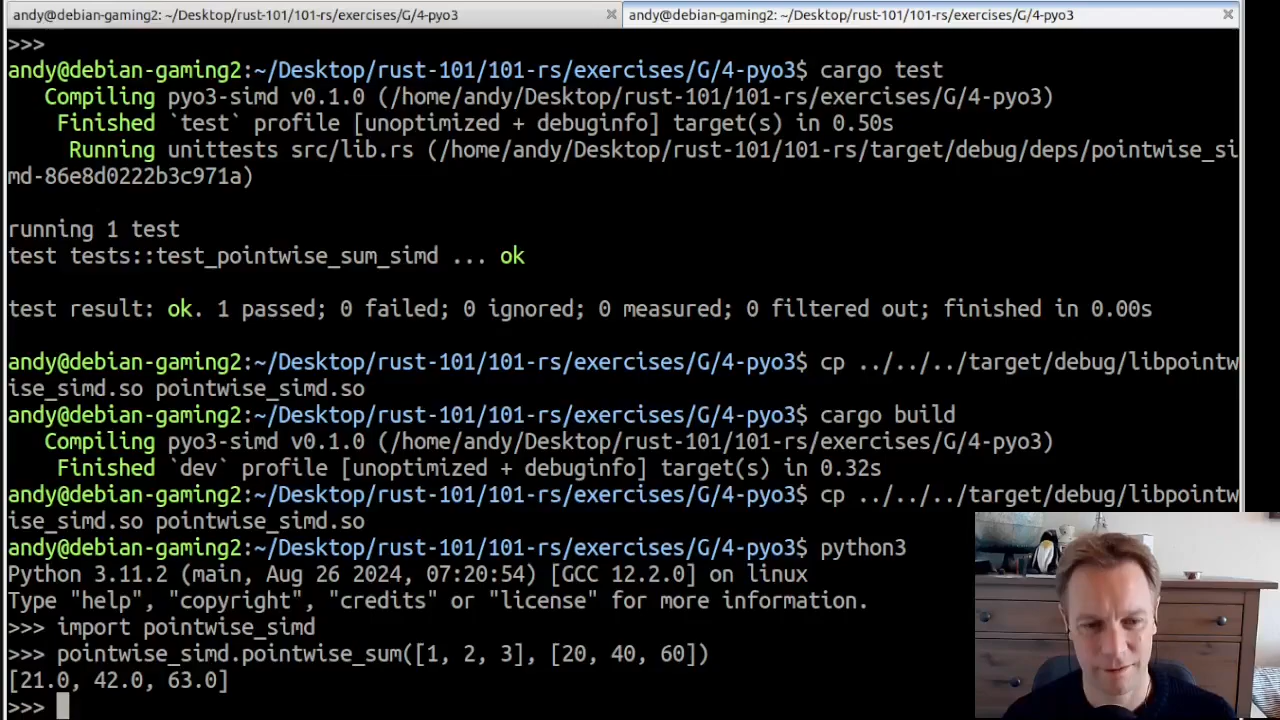 andy@debian-gaming2: ~/Desktop/rust-101/101-rs/exercises/G/4-pyo3
andy@debian-gaming2: ~/Desktop/rust-101/101-rs/exercises/G/4-pyo3
>>>
andy@debian-gaming2:~/Desktop/rust-101/101-rs/exercises/G/4-pyo3$ cargo test
Compiling pyo3-simd v0.1.0 (/home/andy/Desktop/rust-101/101-rs/exercises/G/4-pyo3)
Finished `test` profile [unoptimized + debuginfo] target(s) in 0.50s
Running unittests src/lib.rs (/home/andy/Desktop/rust-101/101-rs/target/debug/deps/pointwise_si
md-86e8d0222b3c971a)
running 1 test
test tests::test_pointwise_sum_simd ... ok
test result: ok. 1 passed; 0 failed; 0 ignored; 0 measured; 0 filtered out; finished in 0.00s
andy@debian-gaming2:~/Desktop/rust-101/101-rs/exercises/G/4-pyo3$ cp ../../../target/debug/libpointw
ise_simd.so pointwise_simd.so
andy@debian-gaming2:~/Desktop/rust-101/101-rs/exercises/G/4-pyo3$ cargo build
Compiling pyo3-simd v0.1.0 (/home/andy/Desktop/rust-101/101-rs/exercises/G/4-pyo3)
Finished `dev` profile [unoptimized + debuginfo] target(s) in 0.32s
andy@debian-gaming2:~/Desktop/rust-101/101-rs/exercises/G/4-pyo3$ cp ../../../target/debug/libpointw
ise_simd.so pointwise_simd.so
andy@debian-gaming2:~/Desktop/rust-101/101-rs/exercises/G/4-pyo3$ python3
Python 3.11.2 (main, Aug 26 2024, 07:20:54) [GCC 12.2.0] on linux
Type "help", "copyright", "credits" or "license" for more information.
>>> import pointwise_simd
>>> pointwise_simd.pointwise_sum([1, 2, 3], [20, 40, 60])
[21.0, 42.0, 63.0]
>>>